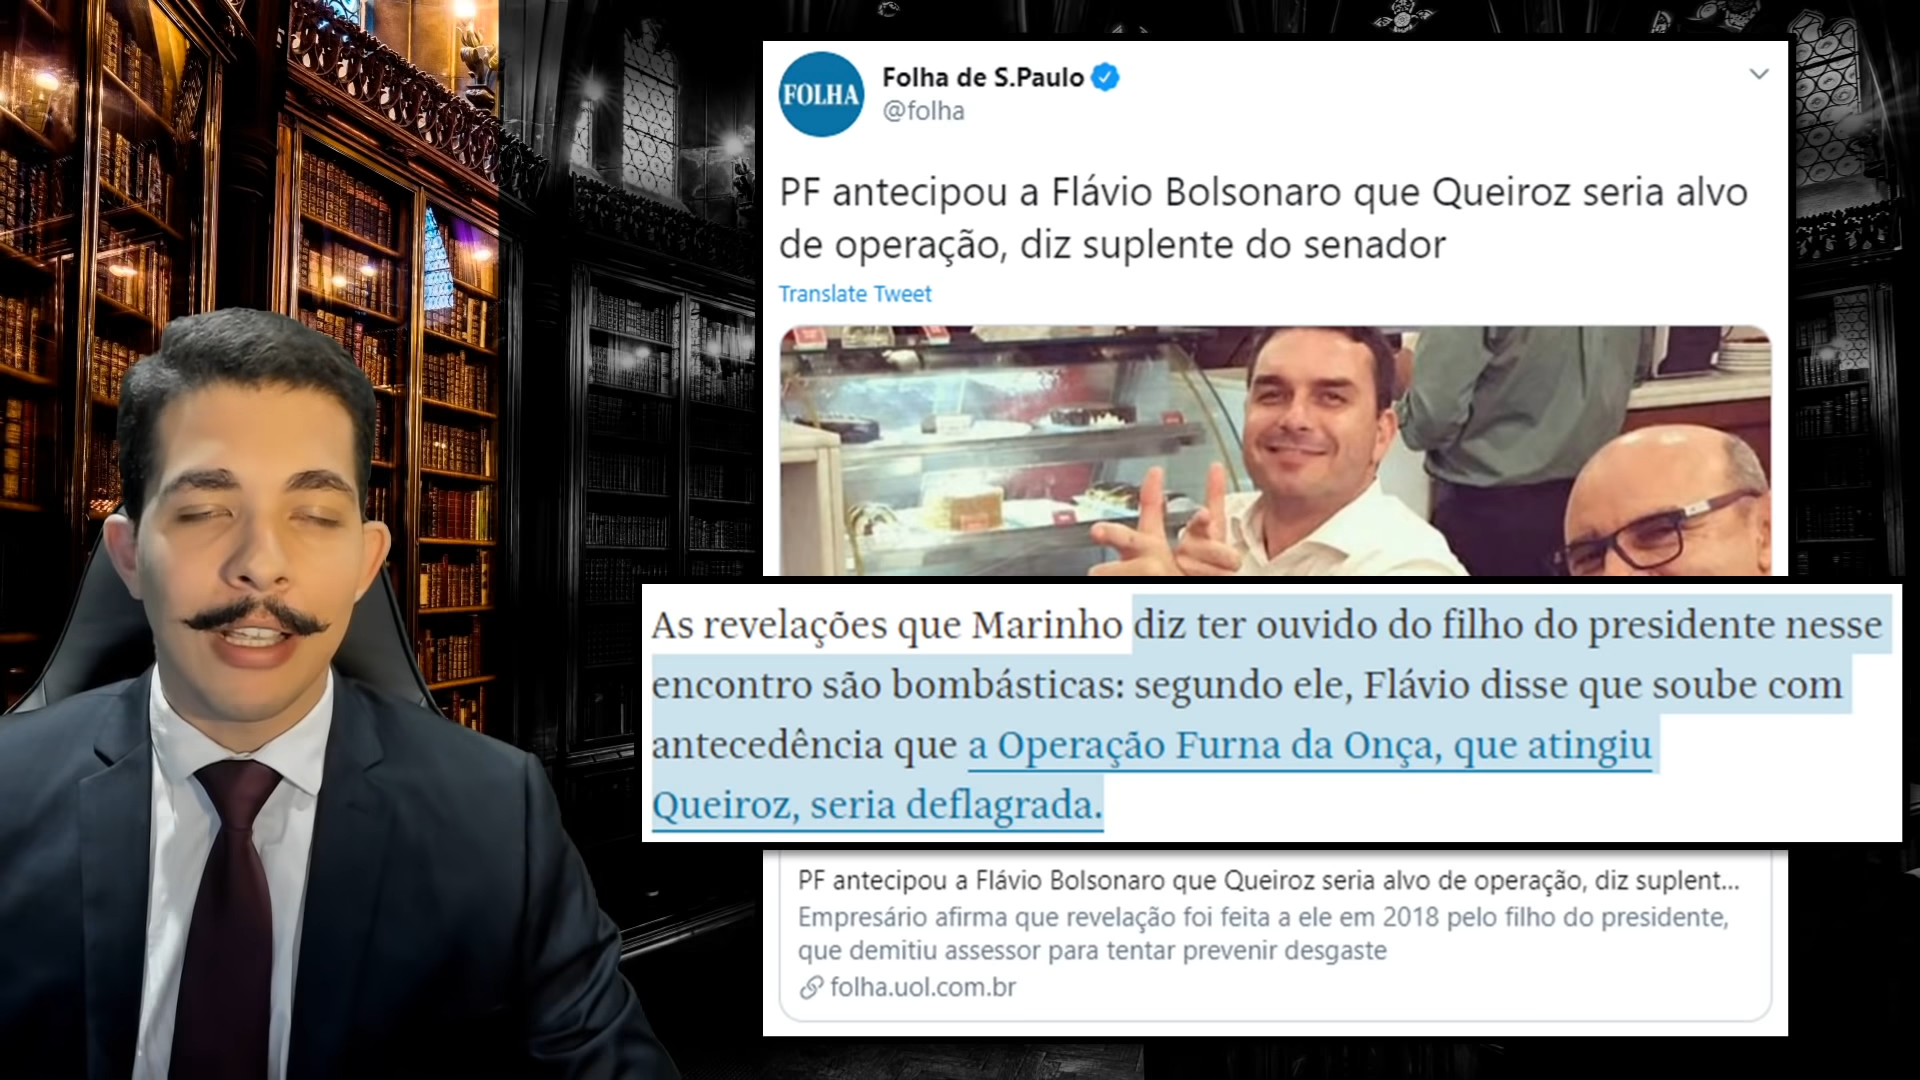 FOLHA
Folha de S.Paulo
@folha
PF antecipou a Flávio Bolsonaro que Queiroz seria alvo
de operação, diz suplente do senador
Translate Tweet
As revelações que Marinho diz ter ouvido do filho do presidente nesse
encontro são bombásticas: segundo ele, Flávio disse que soube com
antecedência que a Operação Furna da Onça, que atingiu
Queiroz, seria deflagrada.
PF antecipou a Flávio Bolsonaro que Queiroz seria alvo de operação, diz suplent...
Empresário afirma que revelação foi feita a ele em 2018 pelo filho do presidente,
que demitiu assessor para tentar prevenir desgaste
folha.uol.com.br